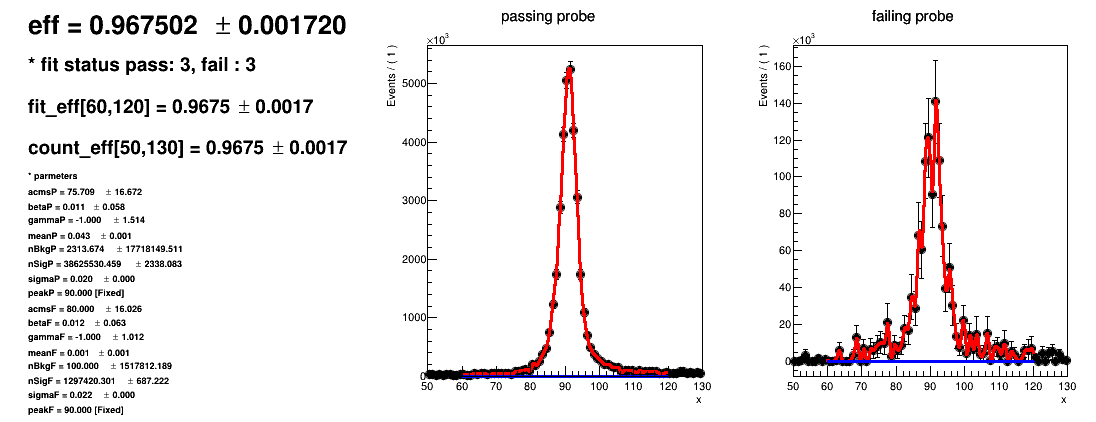 eff = 0.967502 ± 0.001720
* fit status pass: 3, fail : 3
fit_eff[60,120] = 0.9675 ± 0.0017
count_eff[50,130] = 0.9675 ± 0.0017
* parmeters
acmsP = 75.709 ± 16.672
betaP = 0.011 ± 0.058
gammaP = -1.000 ± 1.514
meanP = 0.043 ± 0.001
nBkgP = 2313.674 ± 17718149.511
nSigP = 38625530.459 ± 2338.083
sigmaP = 0.020 ± 0.000
peakP = 90.000 [Fixed]
acmsF = 80.000 ± 16.026
betaF = 0.012 ± 0.063
gammaF = -1.000 ± 1.012
meanF = 0.001 ± 0.001
nBkgF = 100.000 ± 1517812.189
nSigF = 1297420.301 ± 687.222
sigmaF = 0.022 ± 0.000
peakF = 90.000 [Fixed]
passing probe
×10³
Events / ( 1 )
5000
4000
3000
2000
1000
0
50 60 70 80 90 100 110 120 130
x
failing probe
×10³
Events / ( 1 )
160
140
120
100
80
60
40
20
0
50 60 70 80 90 100 110 120 130
x